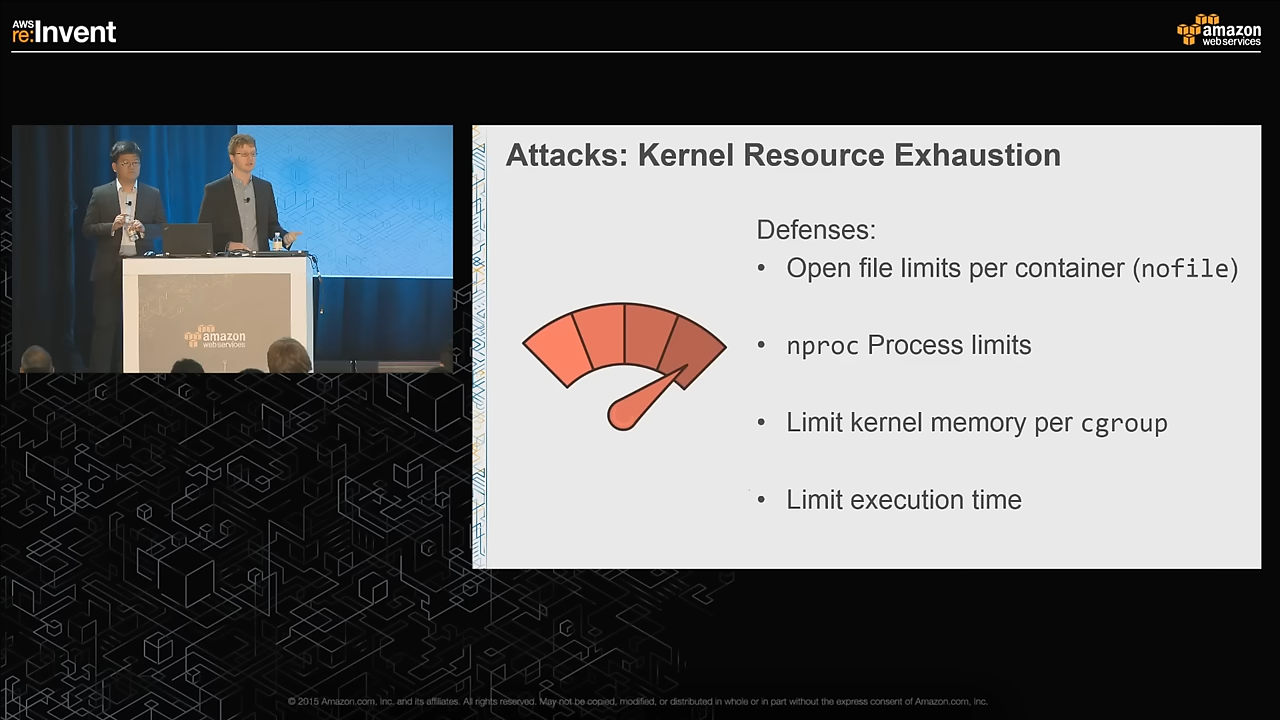 AWS
re:Invent
amazon
web services
Attacks: Kernel Resource Exhaustion
Defenses:
• Open file limits per container (nofile)
• nproc Process limits
• Limit kernel memory per cgroup
• Limit execution time
amazon
web services
© 2015 Amazon.com, Inc. and its affiliates. All rights reserved. May not be copied, modified, or distributed in whole or in part without the express consent of Amazon.com, Inc.